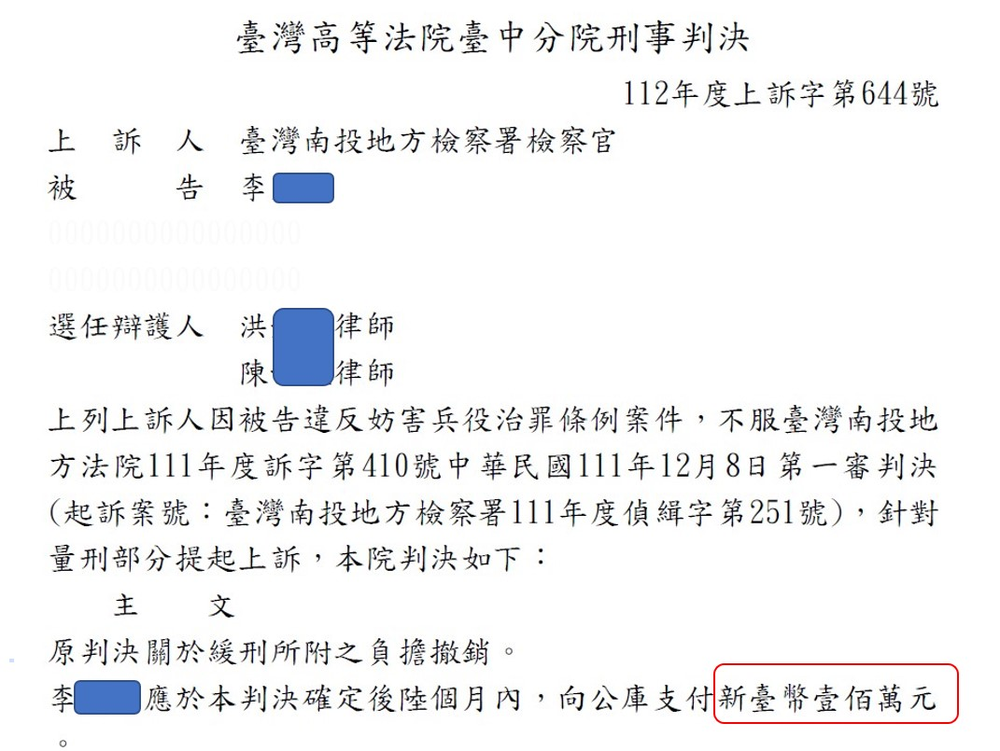 臺灣高等法院臺中分院刑事判決
112年度上訴字第644號
上 訴 人 臺灣南投地方檢察署檢察官
被 告 李
0000000000000000
0000000000000000
選任辯護人 洪 律師
陳 律師
上列上訴人因被告違反妨害兵役治罪條例案件,不服臺灣南投地
方法院111年度訴字第410號中華民國111年12月8日第一審判決
(起訴案號:臺灣南投地方檢察署111年度偵緝字第251號),針對
量刑部分提起上訴,本院判決如下:
主 文
原判決關於緩刑所附之負擔撤銷。
李 應於本判決確定後陸個月內,向公庫支付新臺幣壹佰萬元
。